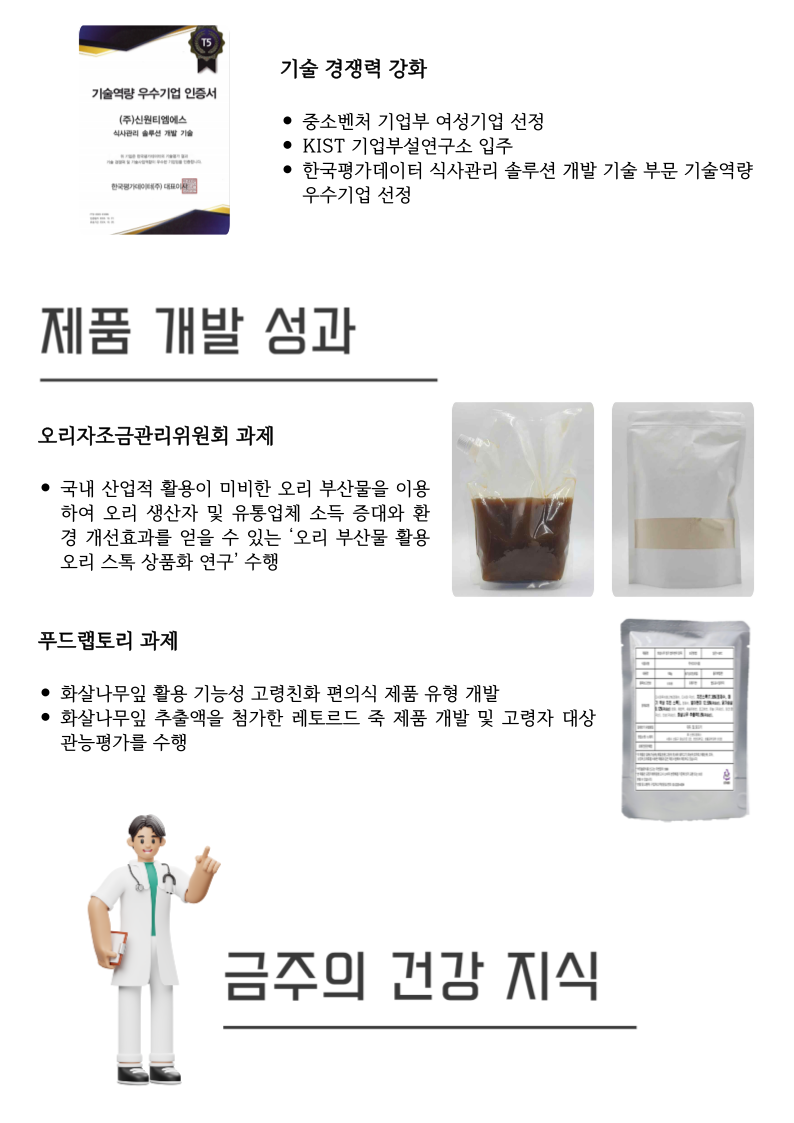 T5
기술역량 우수기업 인증서
(주)신원티엠에스
식사관리 솔루션 개발 기술
한국평가데이터(주) 대표이사
기술 경쟁력 강화
● 중소벤처 기업부 여성기업 선정
● KIST 기업부설연구소 입주
● 한국평가데이터 식사관리 솔루션 개발 기술 부문 기술역량
우수기업 선정
제품 개발 성과
오리자조금관리위원회 과제
● 국내 산업적 활용이 미비한 오리 부산물을 이용
하여 오리 생산자 및 유통업체 소득 증대와 환
경 개선효과를 얻을 수 있는 ‘오리 부산물 활용
오리 스톡 상품화 연구’ 수행
푸드랩토리 과제
● 화살나무잎 활용 기능성 고령친화 편의식 제품 유형 개발
● 화살나무잎 추출액을 첨가한 레토르드 죽 제품 개발 및 고령자 대상
관능평가를 수행
금주의 건강 지식